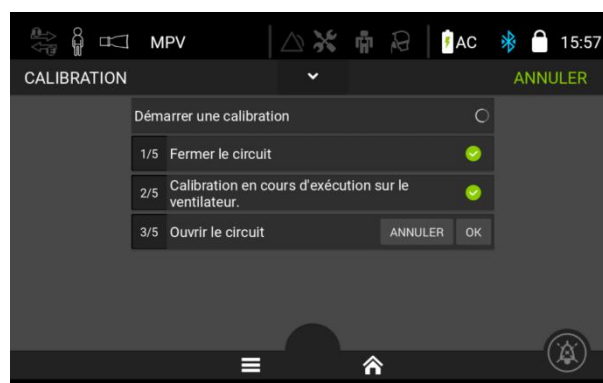 MPV
AC
15:57
CALIBRATION
ANNULER
Démarrer une calibration
1/5 Fermer le circuit
2/5 Calibration en cours d'exécution sur le
ventilateur.
3/5 Ouvrir le circuit ANNULER OK